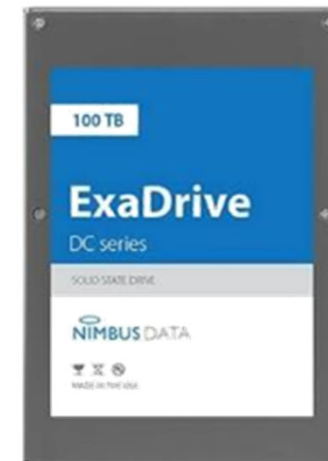 100 TB
ExaDrive
DC series
SOLID STATE DRIVE
NIMBUS DATA
MADE IN THE USA